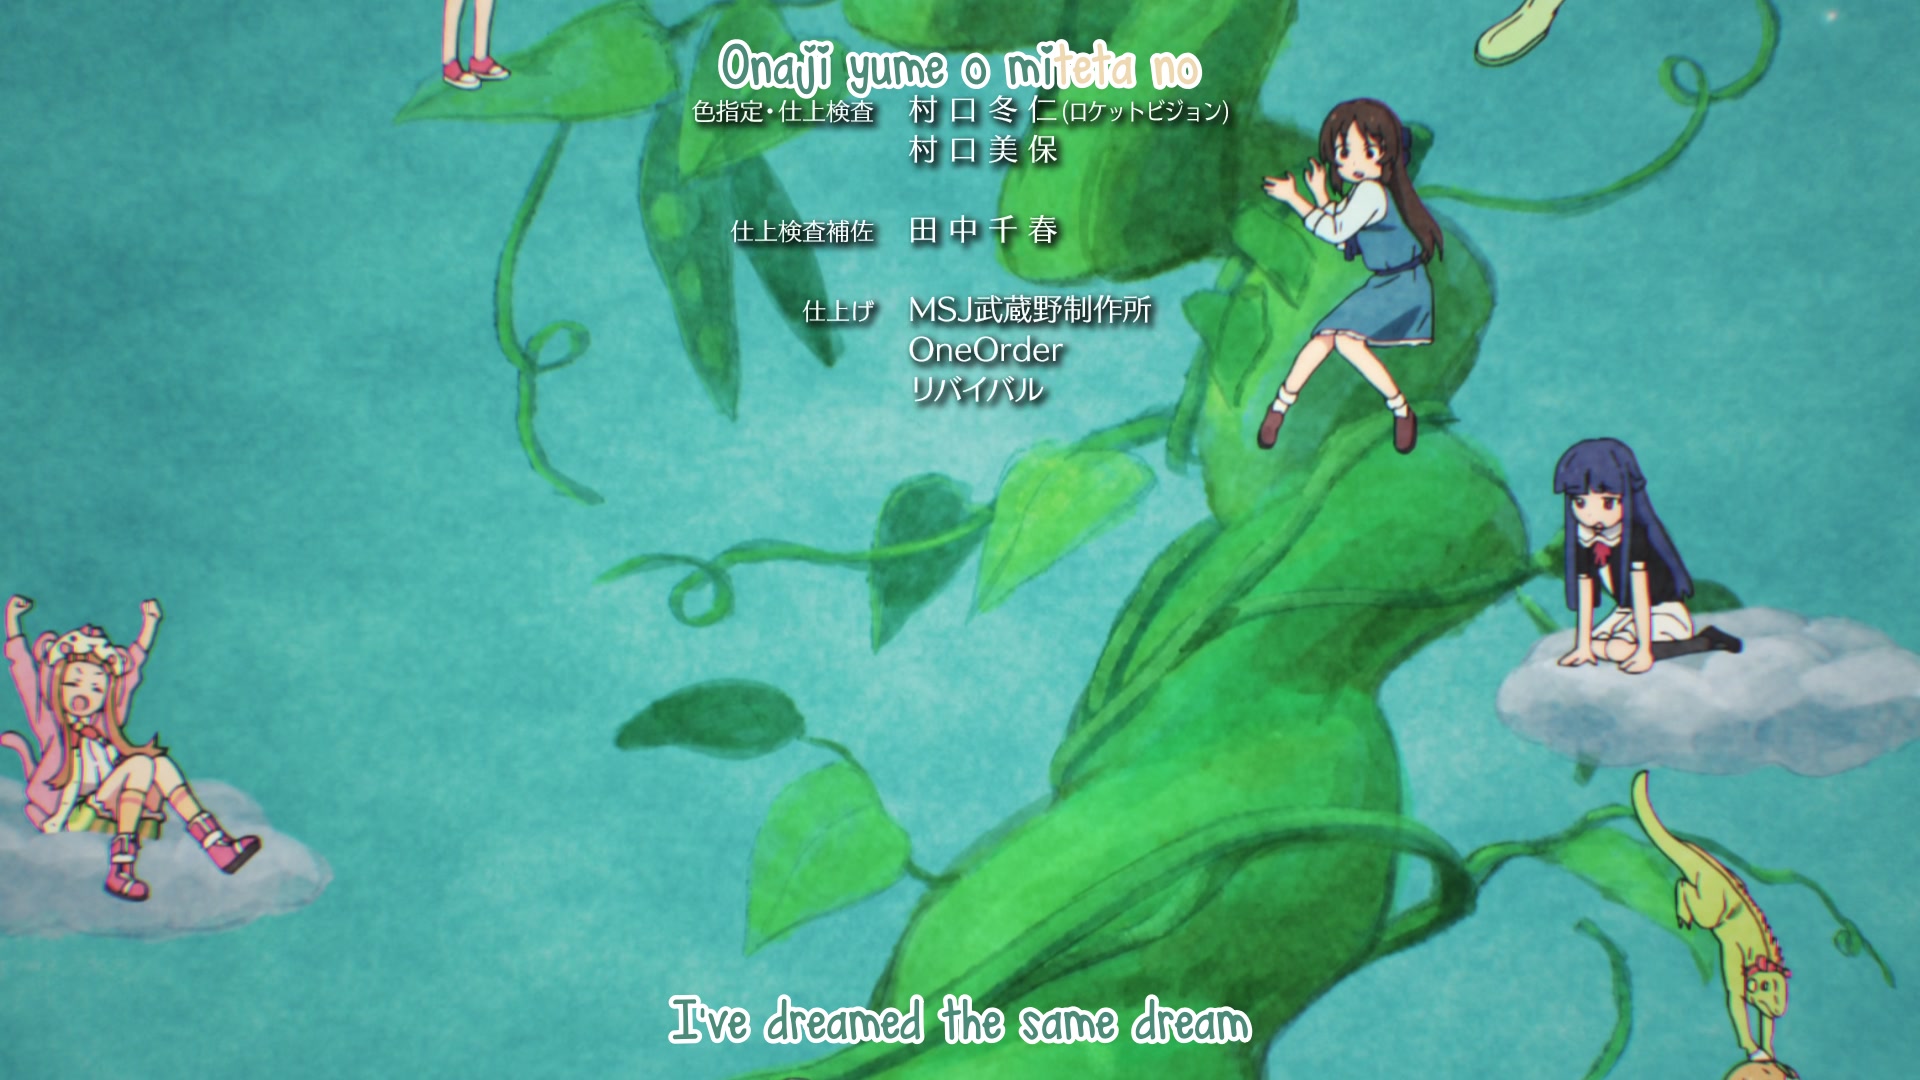 Onaji yume o miteta no
色指定・仕上検査 村口冬仁(ロケットビジョン)
村口美保
仕上検査補佐 田中千春
仕上げ MSJ武蔵野制作所
OneOrder
リバイバル
I've dreamed the same dream